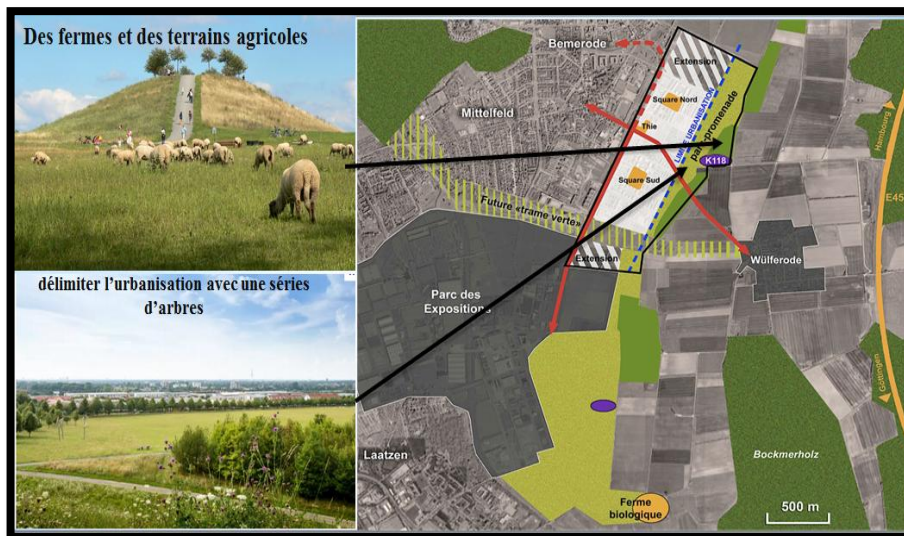 Des fermes et des terrains agricoles
délimiter l'urbanisation avec une séries
d'arbres
Bemerode
Extension
Mittelfeld
Square Nord
LIMITE URBANISATION
parc promenade
Thie
K118
Hambourg
E45
Square Sud
Future «trame verte»
Wülferode
Extension
Parc des
Expositions
Göttingen
Laatzen
Bockmerholz
Ferme
biologique
500 m